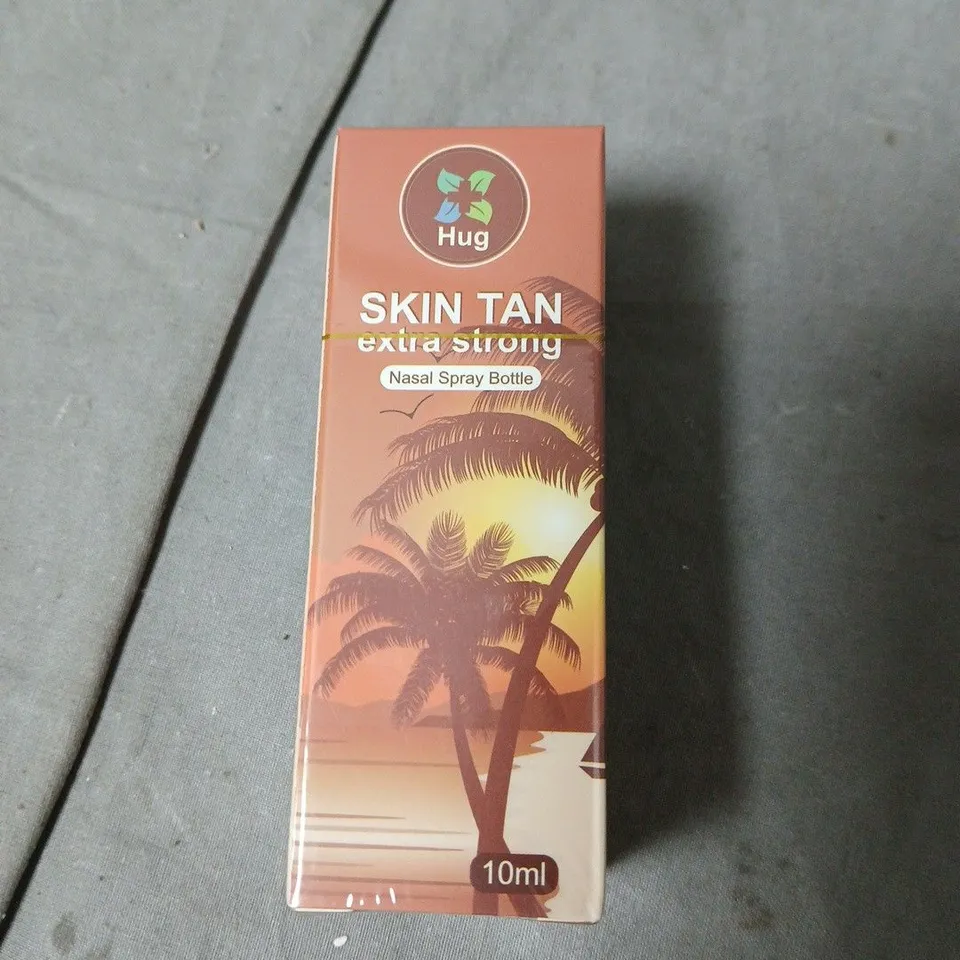 Hug
SKIN TAN
extra strong
Nasal Spray Bottle
10ml